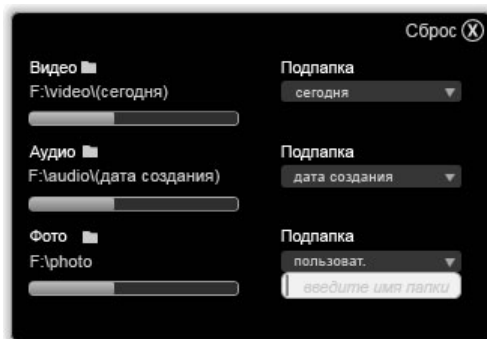 Сброс X
Видео
Подпапка
F:\video\(сегодня)
сегодня
Аудио
Подпапка
F:\audio\(дата создания)
дата создания
Фото
Подпапка
F:\photo
пользоват.
введите имя папки